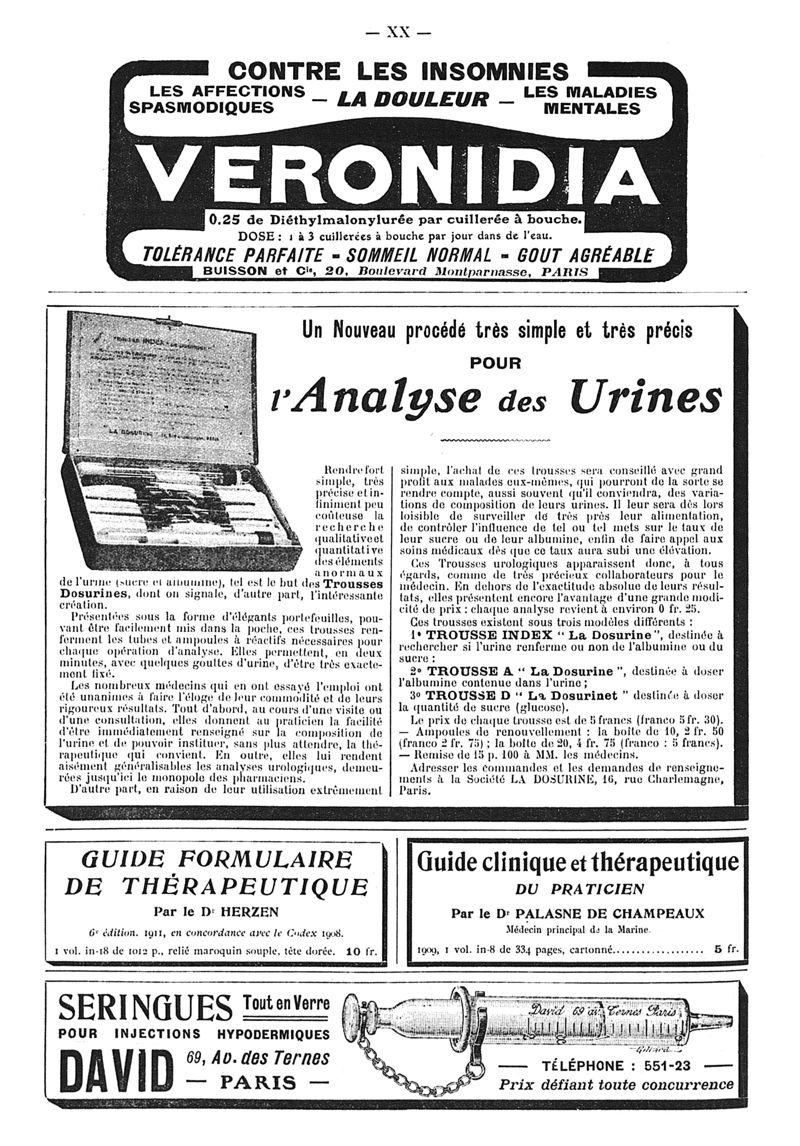 — XX —
CONTRE LES INSOMNIES
LES AFFECTIONS SPASMODIQUES — LA DOULEUR — LES MALADIES MENTALES
VERONIDIA
0.25 de Diéthylmalonylurée par cuillerée à bouche.
DOSE : 1 à 3 cuillerées à bouche par jour dans de l'eau.
TOLÉRANCE PARFAITE - SOMMEIL NORMAL - GOUT AGRÉABLE
BUISSON et Cie, 20, Boulevard Montparnasse, PARIS
TROUSSE INDEX
LA DOSURINE
Un Nouveau procédé très simple et très précis
POUR
l'Analyse des Urines
Rendre fort
simple, très
précise et in-
finiment peu
coûteuse la
recherche
qualitative et
quantitative
des éléments
anormaux
de l'urine (sucre et albumine), tel est le but des Trousses
Dosurines, dont on signale, d'autre part, l'intéressante
création.
Présentées sous la forme d'élégants portefeuilles, pou-
vant être facilement mis dans la poche, ces trousses ren-
ferment les tubes et ampoules à réactifs nécessaires pour
chaque opération d'analyse. Elles permettent, en deux
minutes, avec quelques gouttes d'urine, d'être très exacte-
ment fixé.
Les nombreux médecins qui en ont essayé l'emploi ont
été unanimes à faire l'éloge de leur commodité et de leurs
rigoureux résultats. Tout d'abord, au cours d'une visite ou
d'une consultation, elles donnent au praticien la facilité
d'être immédiatement renseigné sur la composition de
l'urine et de pouvoir instituer, sans plus attendre, la thé-
rapeutique qui convient. En outre, elles lui rendent
aisément généralisables les analyses urologiques, demeu-
rées jusqu'ici le monopole des pharmaciens.
D'autre part, en raison de leur utilisation extrêmement
simple, l'achat de ces trousses sera conseillé avec grand
profit aux malades eux-mêmes, qui pourront de la sorte se
rendre compte, aussi souvent qu'il conviendra, des varia-
tions de composition de leurs urines. Il leur sera dès lors
loisible de surveiller de très près leur alimentation,
de contrôler l'influence de tel ou tel mets sur le taux de
leur sucre ou de leur albumine, enfin de faire appel aux
soins médicaux dès que ce taux aura subi une élévation.
Ces Trousses urologiques apparaissent donc, à tous
égards, comme de très précieux collaborateurs pour le
médecin. En dehors de l'exactitude absolue de leurs résul-
tats, elles présentent encore l'avantage d'une grande modi-
cité de prix : chaque analyse revient à environ 0 fr. 25.
Ces trousses existent sous trois modèles différents :
1° TROUSSE INDEX " La Dosurine ", destinée à
rechercher si l'urine renferme ou non de l'albumine ou du
sucre :
2° TROUSSE A " La Dosurine ", destinée à doser
l'albumine contenue dans l'urine ;
3° TROUSSE D " La Dosurinet " destinée à doser
la quantité de sucre (glucose).
Le prix de chaque trousse est de 5 francs (franco 5 fr. 30).
— Ampoules de renouvellement : la boîte de 10, 2 fr. 50
(franco 2 fr. 75) ; la boîte de 20, 4 fr. 75 (franco : 5 francs).
— Remise de 15 p. 100 à MM. les médecins.
Adresser les commandes et les demandes de renseigne-
ments à la Société LA DOSURINE, 16, rue Charlemagne,
Paris.
GUIDE FORMULAIRE
DE THÉRAPEUTIQUE
Par le Dr HERZEN
6e édition. 1911, en concordance avec le Codex 1908.
1 vol. in-18 de 1012 p., relié maroquin souple, tête dorée. 10 fr.
Guide clinique et thérapeutique
DU PRATICIEN
Par le Dr PALASNE DE CHAMPEAUX
Médecin principal de la Marine.
1909, 1 vol. in-8 de 334 pages, cartonné.................. 5 fr.
SERINGUES Tout en Verre
POUR INJECTIONS HYPODERMIQUES
DAVID 69, Av. des Ternes
— PARIS —
David 69 av. Ternes Paris
— TÉLÉPHONE : 551-23 —
Prix défiant toute concurrence